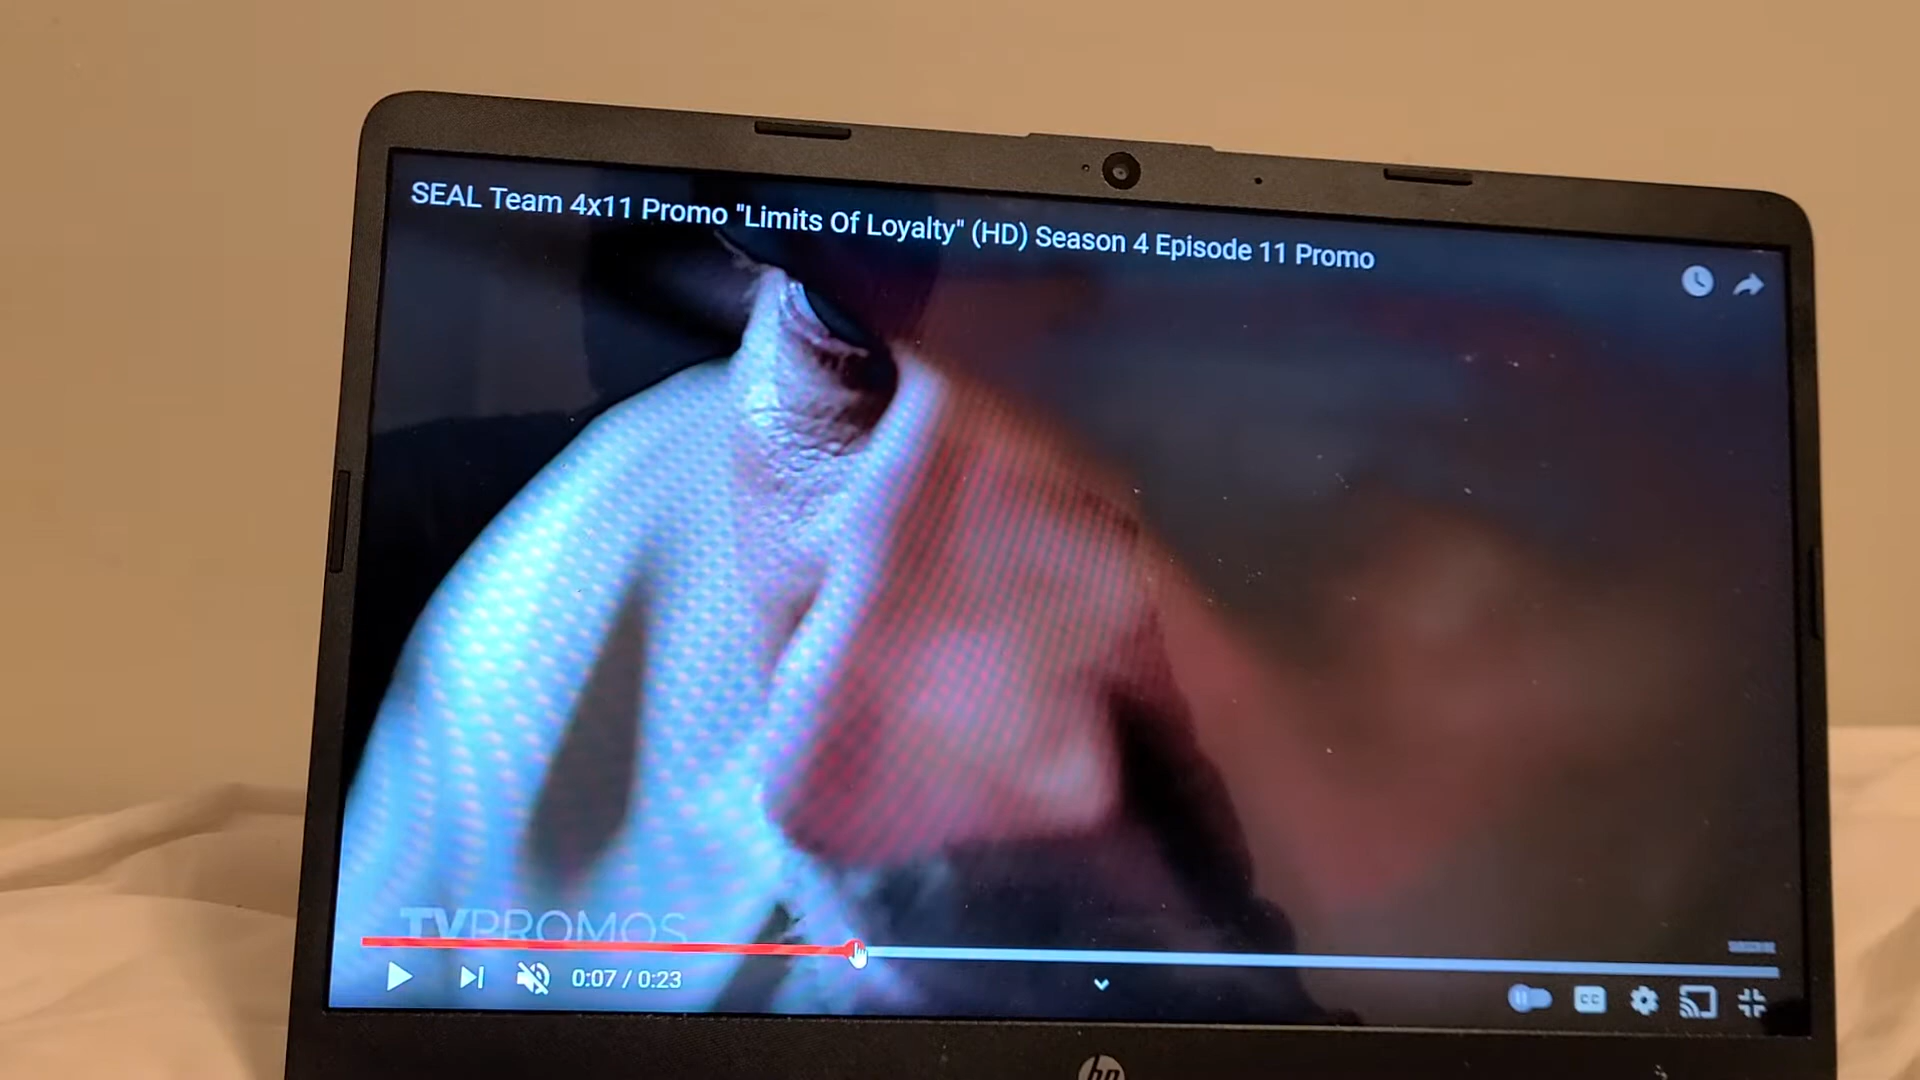 SEAL Team 4x11 Promo "Limits Of Loyalty" (HD) Season 4 Episode 11 Promo
TVPROMOS
SUBSCRIBE
0:07 / 0:23
CC
hp